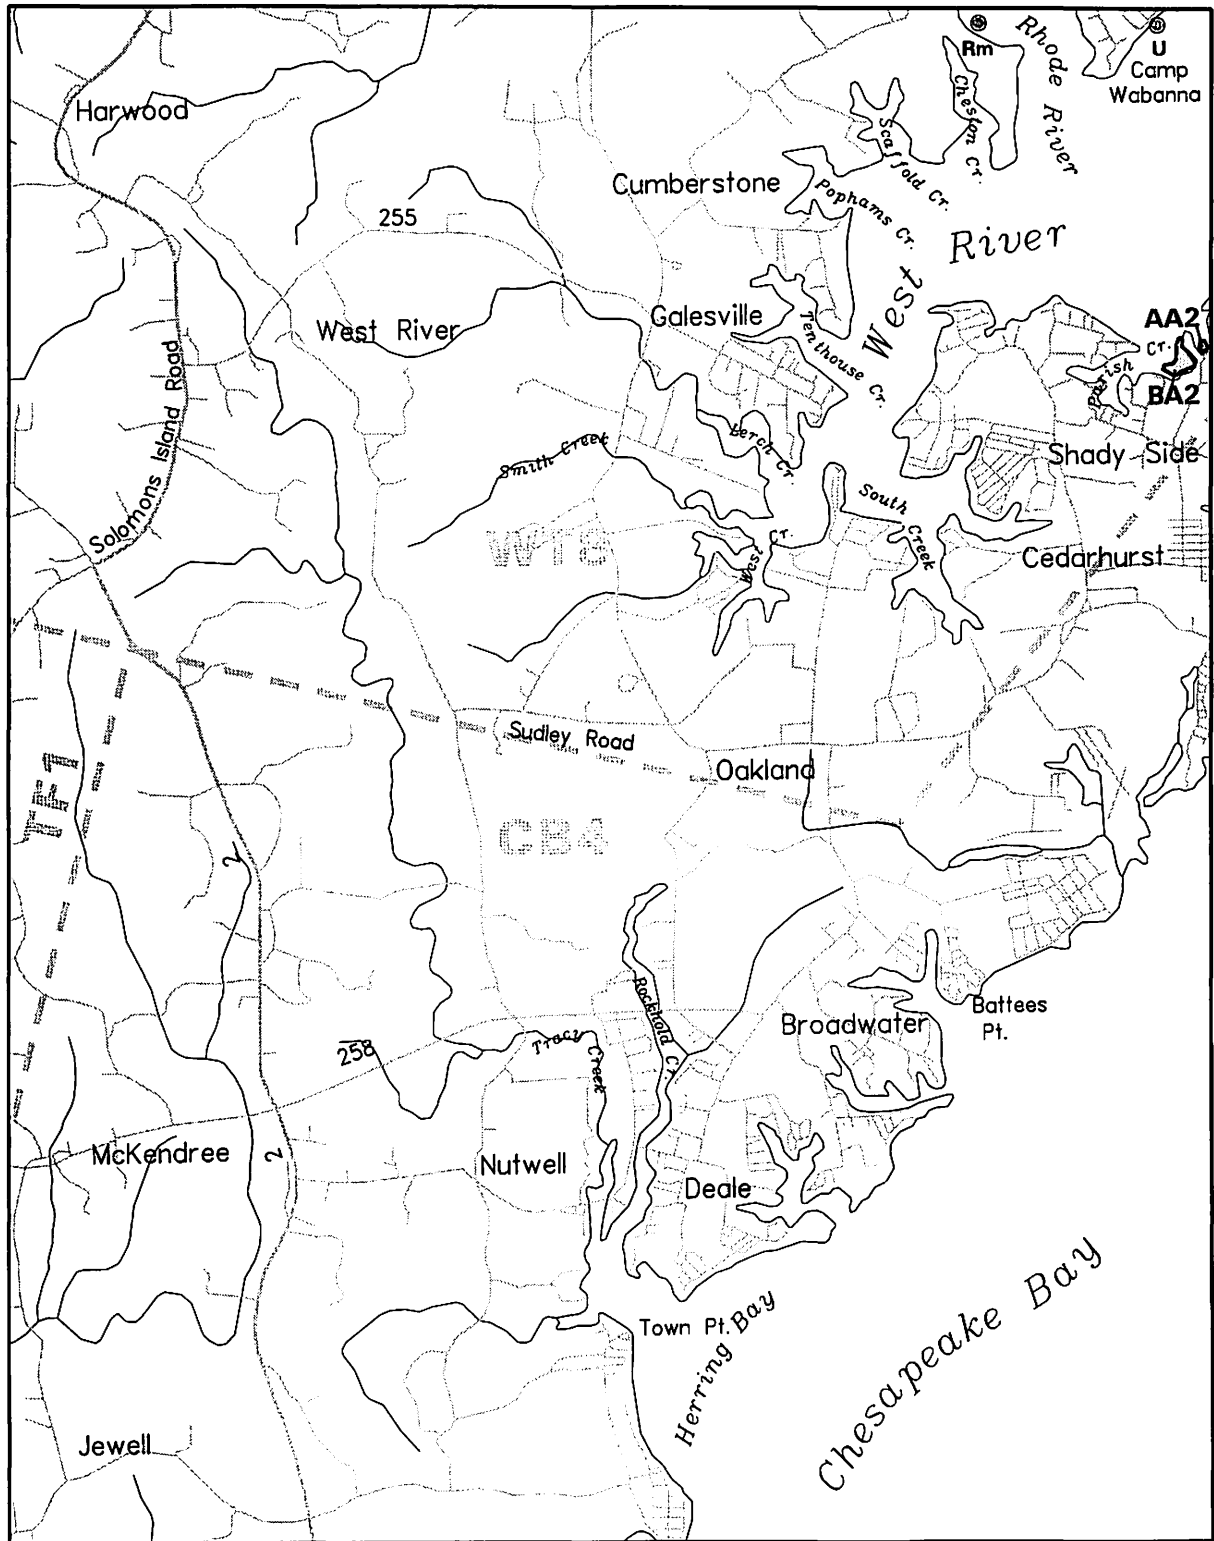 Rhode River
Rm
U
Camp
Wabanna
Harwood
Cheston Cr.
Scaffold Cr.
Cumberstone
Pophams Cr.
255
West River
Galesville
West River
Tenthouse Cr.
AA2
Parish Cr.
BA2
Solomons Island Road
Lerch Cr.
Smith Creek
Shady Side
South Creek
WT8
West Cr.
Cedarhurst
Sudley Road
Oakland
TF1
CB4
2
Rockhold Cr.
Battees
Pt.
Broadwater
Tracy Creek
258
McKendree
2
Nutwell
Deale
Town Pt.
Herring Bay
Chesapeake Bay
Jewell